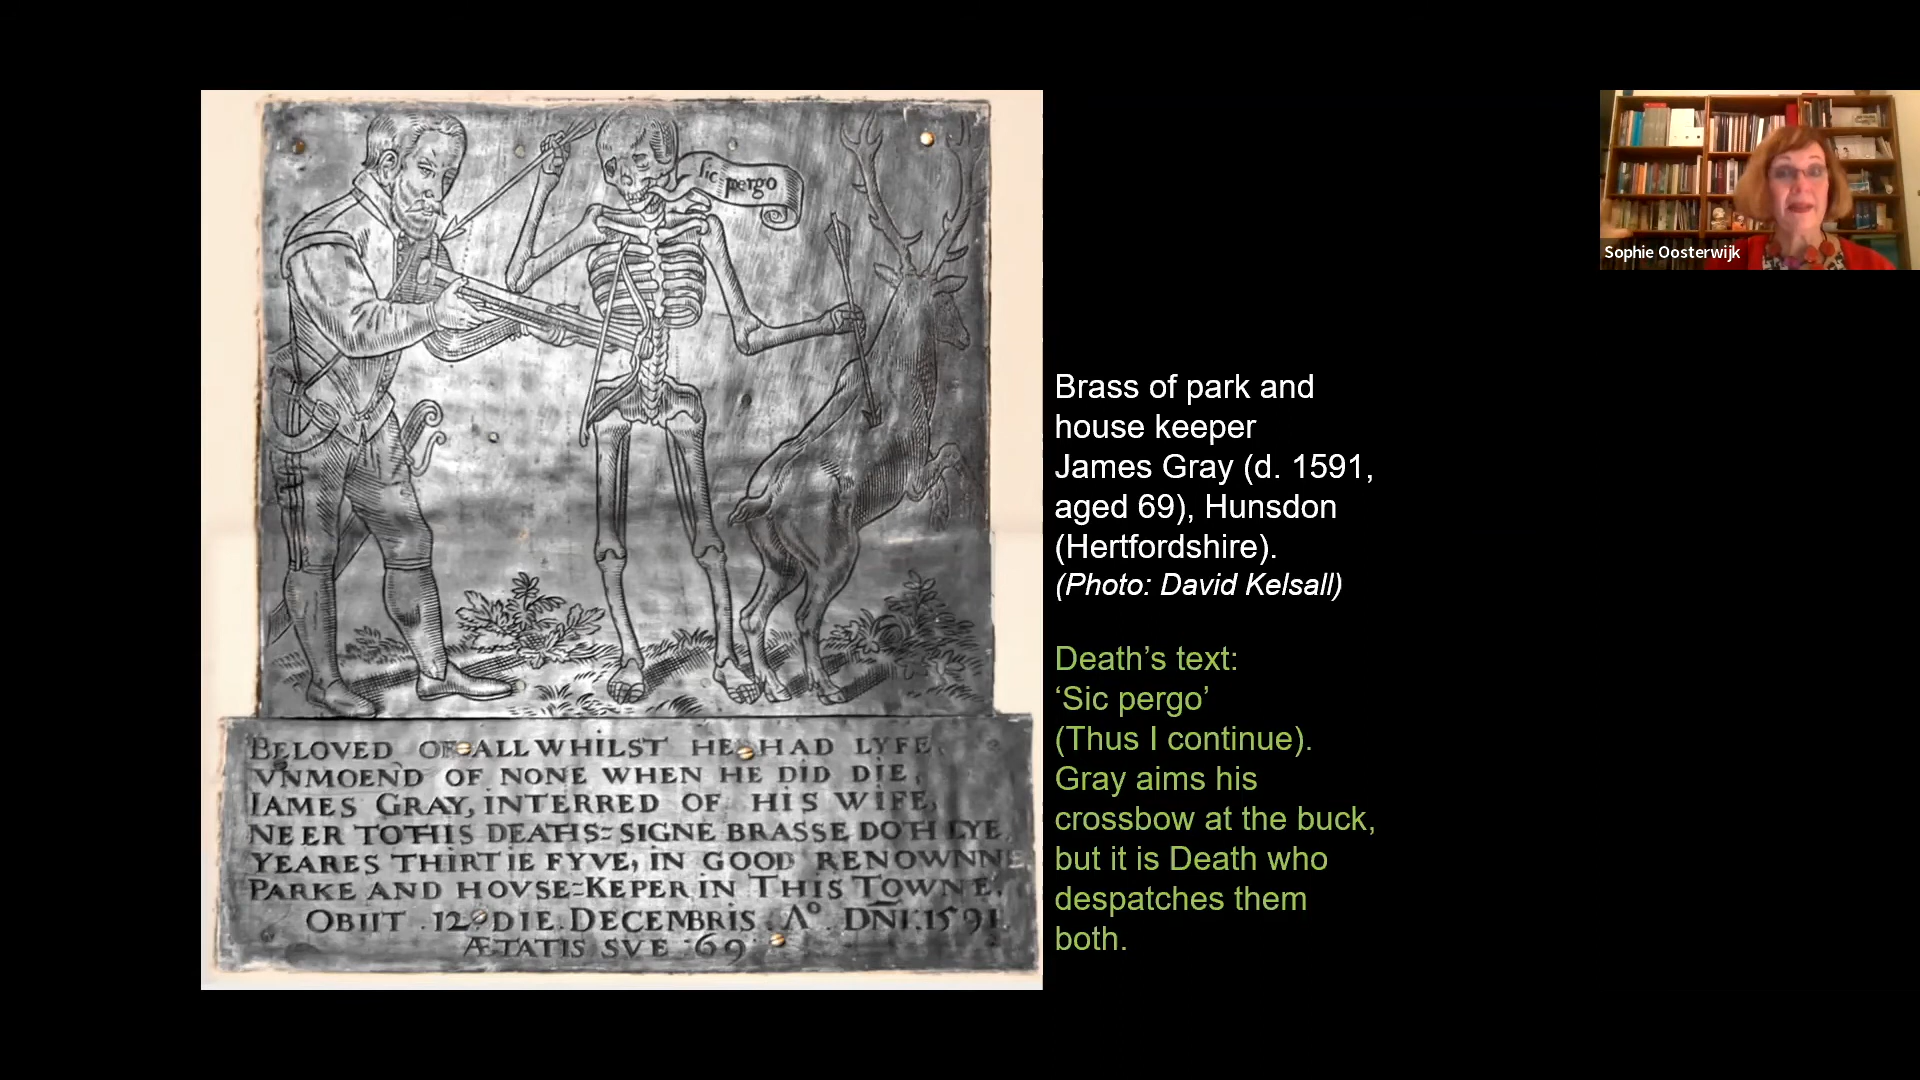 sic pergo
BELOVED OF ALL WHILST HE HAD LYFE,
VNMOEND OF NONE WHEN HE DID DIE,
IAMES GRAY, INTERRED OF HIS WIFE,
NEER TO THIS DEATHS=SIGNE BRASSE DOTH LYE
YEARES THIRTIE FYVE, IN GOOD RENOWNNE
PARKE AND HOVSE=KEPER IN THIS TOWNE.
OBIIT . 12o DIE . DECEMBRIS . Ao . DÑI . 1591
ÆTATIS SVE 69
Brass of park and
house keeper
James Gray (d. 1591,
aged 69), Hunsdon
(Hertfordshire).
(Photo: David Kelsall)
Death’s text:
‘Sic pergo’
(Thus I continue).
Gray aims his
crossbow at the buck,
but it is Death who
despatches them
both.
Sophie Oosterwijk